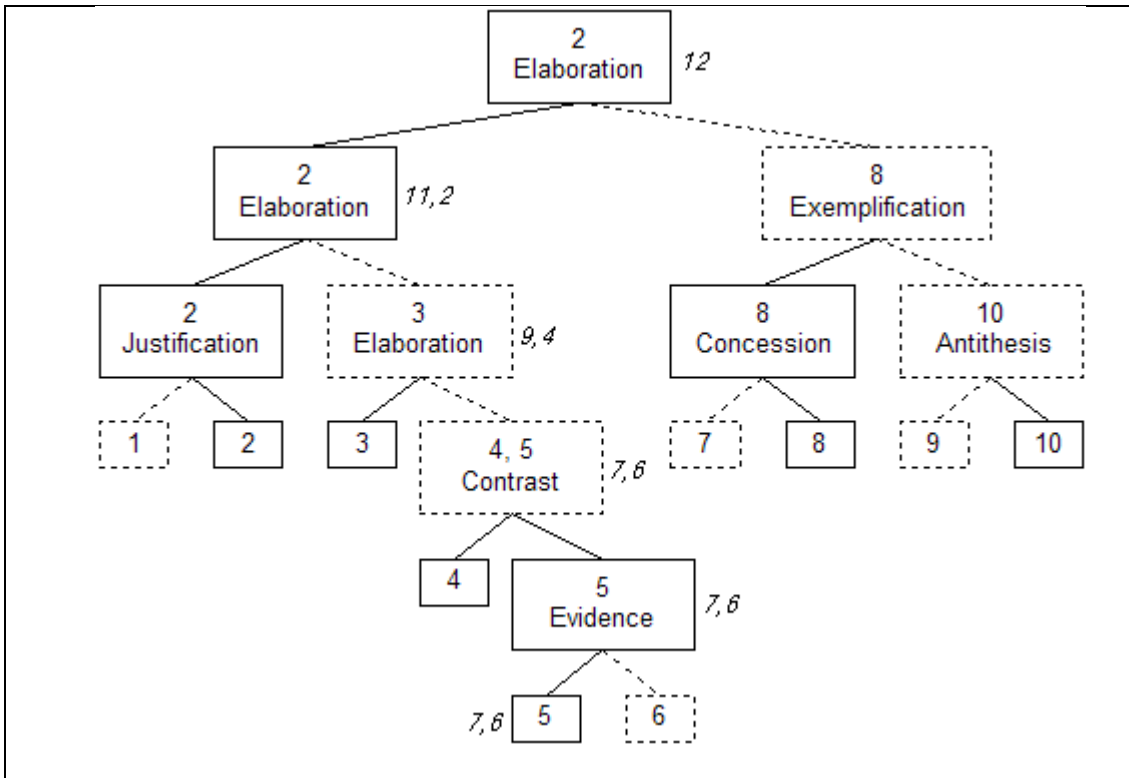 2
Elaboration
12
2
Elaboration
11,2
8
Exemplification
2
Justification
3
Elaboration
9,4
8
Concession
10
Antithesis
1
2
3
4, 5
Contrast
7,6
7
8
9
10
4
5
Evidence
7,6
7,6
5
6